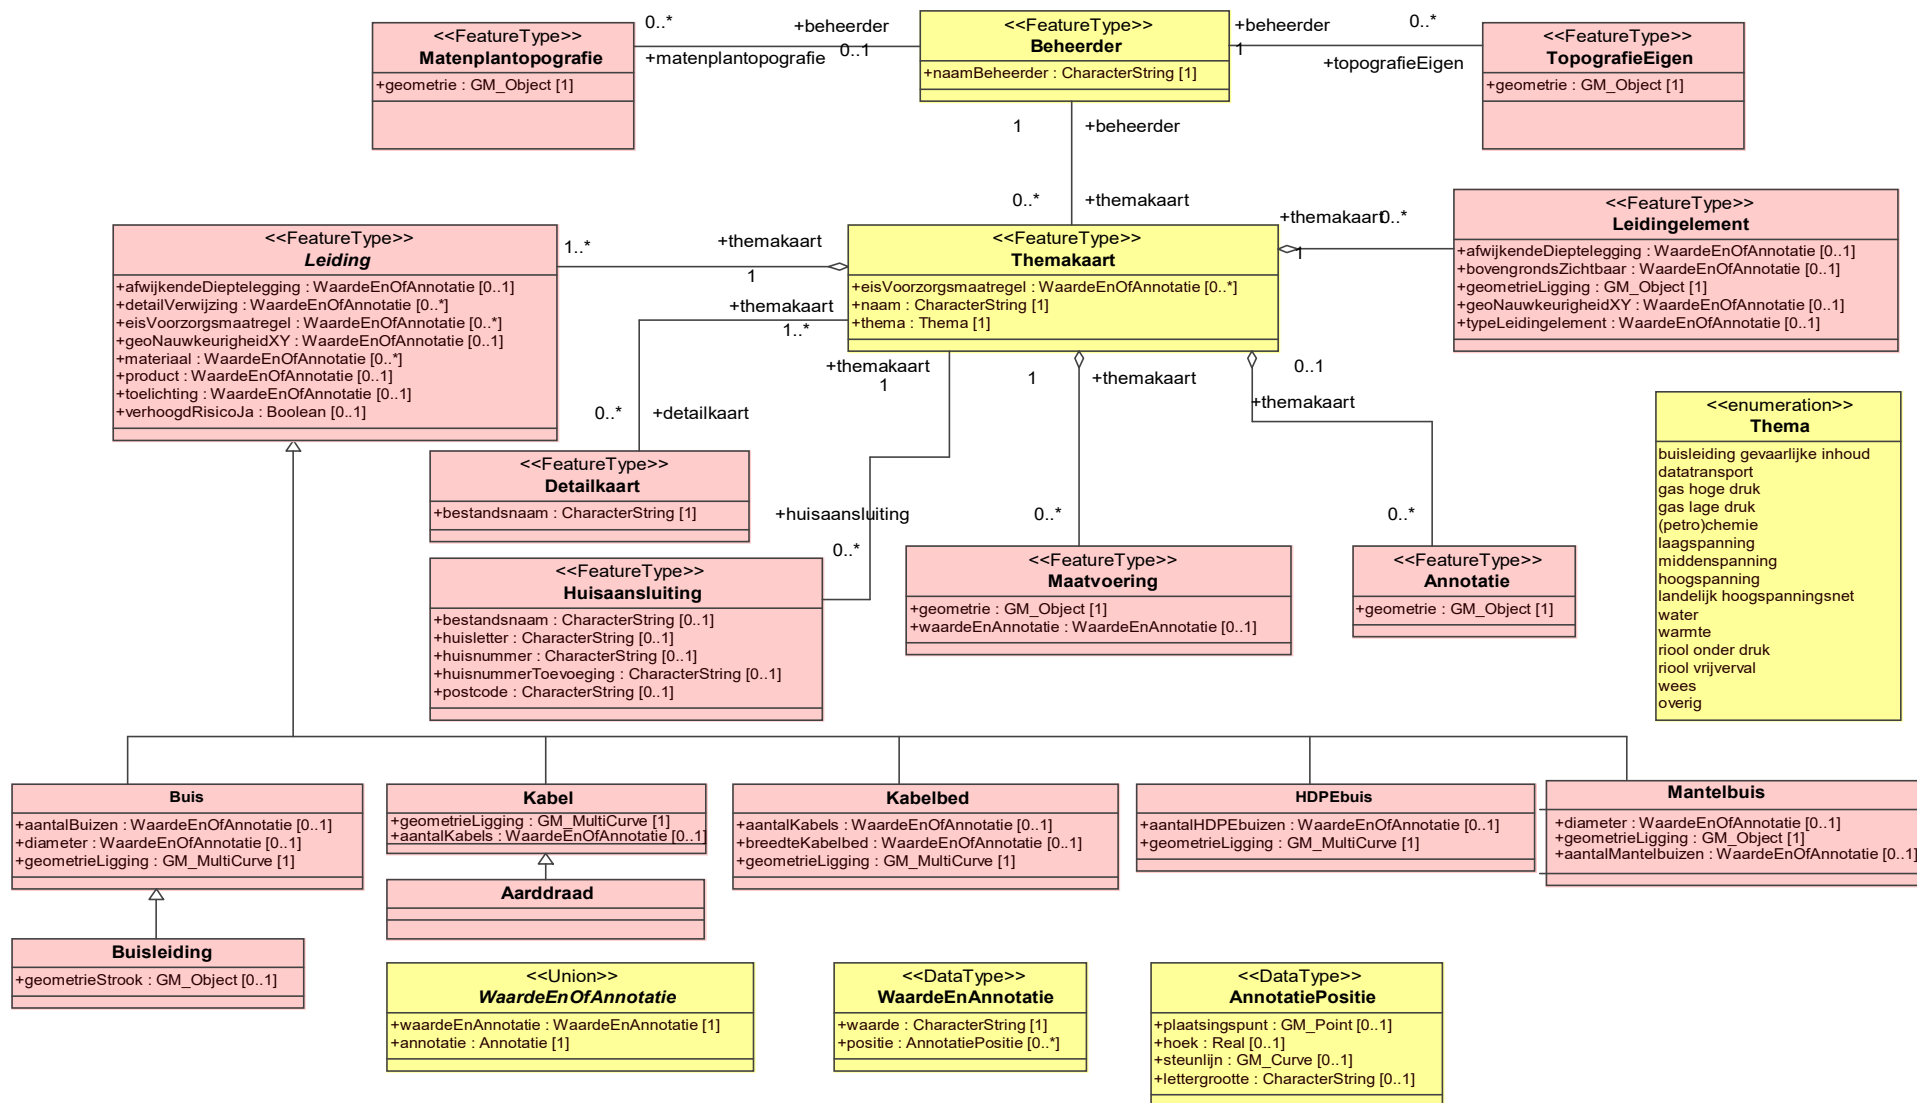 <<FeatureType>>
Matenplantopografie
+geometrie : GM_Object [1]
0..*
+beheerder
0..1
+matenplantopografie
<<FeatureType>>
Beheerder
+naamBeheerder : CharacterString [1]
+beheerder
1
0..*
+topografieEigen
<<FeatureType>>
TopografieEigen
+geometrie : GM_Object [1]
1
+beheerder
0..*
+themakaart
<<FeatureType>>
Leiding
+afwijkendeDieptelegging : WaardeEnOfAnnotatie [0..1]
+detailVerwijzing : WaardeEnOfAnnotatie [0..*]
+eisVoorzorgsmaatregel : WaardeEnOfAnnotatie [0..*]
+geoNauwkeurigheidXY : WaardeEnOfAnnotatie [0..1]
+materiaal : WaardeEnOfAnnotatie [0..*]
+product : WaardeEnOfAnnotatie [0..1]
+toelichting : WaardeEnOfAnnotatie [0..1]
+verhoogdRisicoJa : Boolean [0..1]
1..*
+themakaart
1
<<FeatureType>>
Themakaart
+eisVoorzorgsmaatregel : WaardeEnOfAnnotatie [0..*]
+naam : CharacterString [1]
+thema : Thema [1]
+themakaart
0..*
1
<<FeatureType>>
Leidingelement
+afwijkendeDieptelegging : WaardeEnOfAnnotatie [0..1]
+bovengrondsZichtbaar : WaardeEnOfAnnotatie [0..1]
+geometrieLigging : GM_Object [1]
+geoNauwkeurigheidXY : WaardeEnOfAnnotatie [0..1]
+typeLeidingelement : WaardeEnOfAnnotatie [0..1]
+themakaart
1..*
0..*
+detailkaart
+themakaart
1
+huisaansluiting
0..*
1
+themakaart
0..*
0..1
+themakaart
0..*
<<FeatureType>>
Detailkaart
+bestandsnaam : CharacterString [1]
<<FeatureType>>
Huisaansluiting
+bestandsnaam : CharacterString [0..1]
+huisletter : CharacterString [0..1]
+huisnummer : CharacterString [0..1]
+huisnummerToevoeging : CharacterString [0..1]
+postcode : CharacterString [0..1]
<<FeatureType>>
Maatvoering
+geometrie : GM_Object [1]
+waardeEnAnnotatie : WaardeEnAnnotatie [0..1]
<<FeatureType>>
Annotatie
+geometrie : GM_Object [1]
<<enumeration>>
Thema
buisleiding gevaarlijke inhoud
datatransport
gas hoge druk
gas lage druk
(petro)chemie
laagspanning
middenspanning
hoogspanning
landelijk hoogspanningsnet
water
warmte
riool onder druk
riool vrijverval
wees
overig
Buis
+aantalBuizen : WaardeEnOfAnnotatie [0..1]
+diameter : WaardeEnOfAnnotatie [0..1]
+geometrieLigging : GM_MultiCurve [1]
Kabel
+geometrieLigging : GM_MultiCurve [1]
+aantalKabels : WaardeEnOfAnnotatie [0..1]
Kabelbed
+aantalKabels : WaardeEnOfAnnotatie [0..1]
+breedteKabelbed : WaardeEnOfAnnotatie [0..1]
+geometrieLigging : GM_MultiCurve [1]
HDPEbuis
+aantalHDPEbuizen : WaardeEnOfAnnotatie [0..1]
+geometrieLigging : GM_MultiCurve [1]
Mantelbuis
+diameter : WaardeEnOfAnnotatie [0..1]
+geometrieLigging : GM_Object [1]
+aantalMantelbuizen : WaardeEnOfAnnotatie [0..1]
Aarddraad
Buisleiding
+geometrieStrook : GM_Object [0..1]
<<Union>>
WaardeEnOfAnnotatie
+waardeEnAnnotatie : WaardeEnAnnotatie [1]
+annotatie : Annotatie [1]
<<DataType>>
WaardeEnAnnotatie
+waarde : CharacterString [1]
+positie : AnnotatiePositie [0..*]
<<DataType>>
AnnotatiePositie
+plaatsingspunt : GM_Point [0..1]
+hoek : Real [0..1]
+steunlijn : GM_Curve [0..1]
+lettergrootte : CharacterString [0..1]